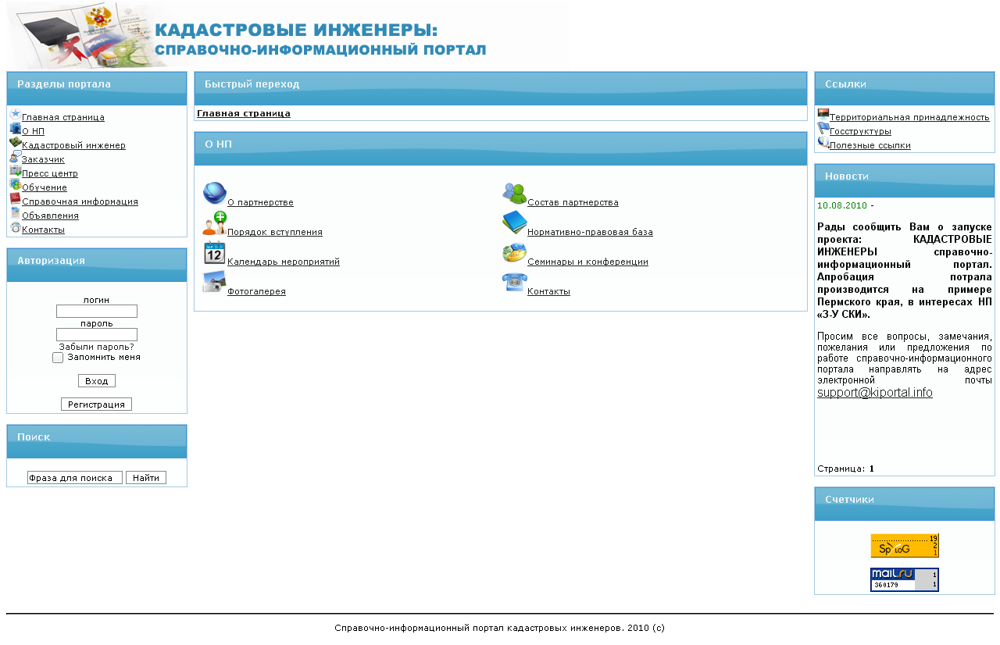 КАДАСТРОВЫЕ ИНЖЕНЕРЫ:
СПРАВОЧНО-ИНФОРМАЦИОННЫЙ ПОРТАЛ
Разделы портала
Главная страница
О НП
Кадастровый инженер
Заказчик
Пресс центр
Обучение
Справочная информация
Объявления
Контакты
Авторизация
логин
пароль
Забыли пароль?
Запомнить меня
Вход
Регистрация
Поиск
Фраза для поиска Найти
Быстрый переход
Главная страница
О НП
О партнерстве
Состав партнерства
Порядок вступления
Нормативно-правовая база
12
Календарь мероприятий
Семинары и конференции
Фотогалерея
Контакты
Ссылки
Территориальная принадлежность
Госструктуры
Полезные ссылки
Новости
10.08.2010 -
Рады сообщить Вам о запуске
проекта: КАДАСТРОВЫЕ
ИНЖЕНЕРЫ справочно-
информационный портал.
Апробация потрала
производится на примере
Пермского края, в интересах НП
«З-У СКИ».
Просим все вопросы, замечания,
пожелания или предложения по
работе справочно-информационного
портала направлять на адрес
электронной почты
support@kiportal.info
Страница: 1
Счетчики
19
2
SpyLOG 1
mail.ru 1
360179 1
Справочно-информационный портал кадастровых инженеров. 2010 (c)